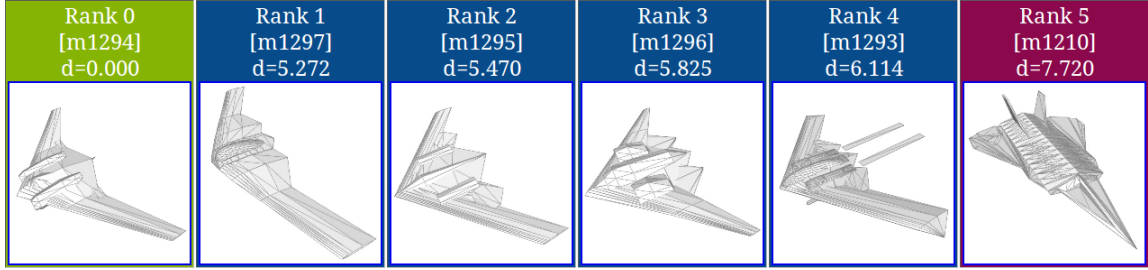 Rank 0
[m1294]
d=0.000
Rank 1
[m1297]
d=5.272
Rank 2
[m1295]
d=5.470
Rank 3
[m1296]
d=5.825
Rank 4
[m1293]
d=6.114
Rank 5
[m1210]
d=7.720